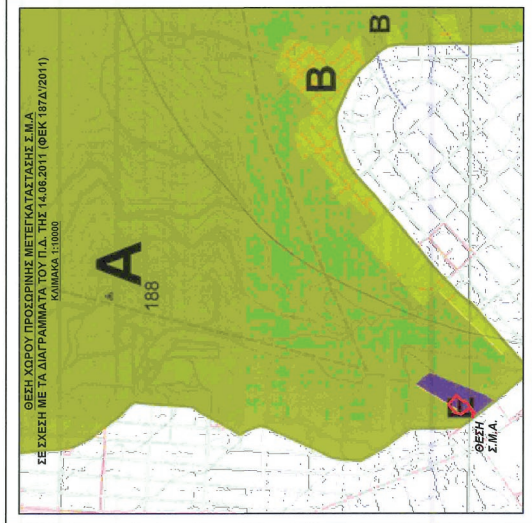 ΘΕΣΗ ΧΩΡΟΥ ΠΡΟΣΩΡΙΝΗΣ ΜΕΤΕΓΚΑΤΑΣΤΑΣΗΣ Σ.Μ.Α
ΣΕ ΣΧΕΣΗ ΜΕ ΤΑ ΔΙΑΓΡΑΜΜΑΤΑ ΤΟΥ Π.Δ. ΤΗΣ 14.06.2011 (ΦΕΚ 187Δ'/2011)
ΚΛΙΜΑΚΑ 1:10000
A
188
B
B
ΘΕΣΗ
Σ.Μ.Α.